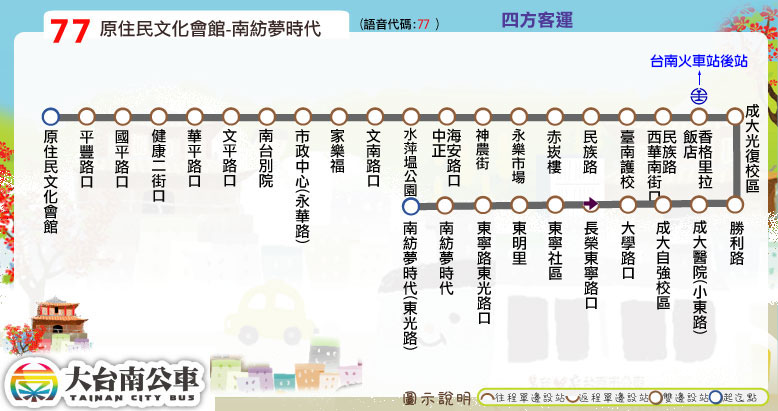 77 原住民文化會館-南紡夢時代 (語音代碼:77 )
四方客運
台南火車站後站
原住民文化會館
平豐路口
國平路口
健康二街口
華平路口
文平路口
南台別院
市政中心(永華路)
家樂福
文南路口
水萍塭公園
中正海安路口
神農街
永樂市場
赤崁樓
民族路
臺南護校
民族路西華南街口
香格里拉飯店
成大光復校區
勝利路
成大醫院(小東路)
成大自強校區
大學路口
長榮東寧路口
東寧社區
東明里
東寧路東光路口
南紡夢時代
南紡夢時代(東光路)
大台南公車
TAINAN CITY BUS
圖示說明
往程單邊設站
返程單邊設站
雙邊設站
起迄點